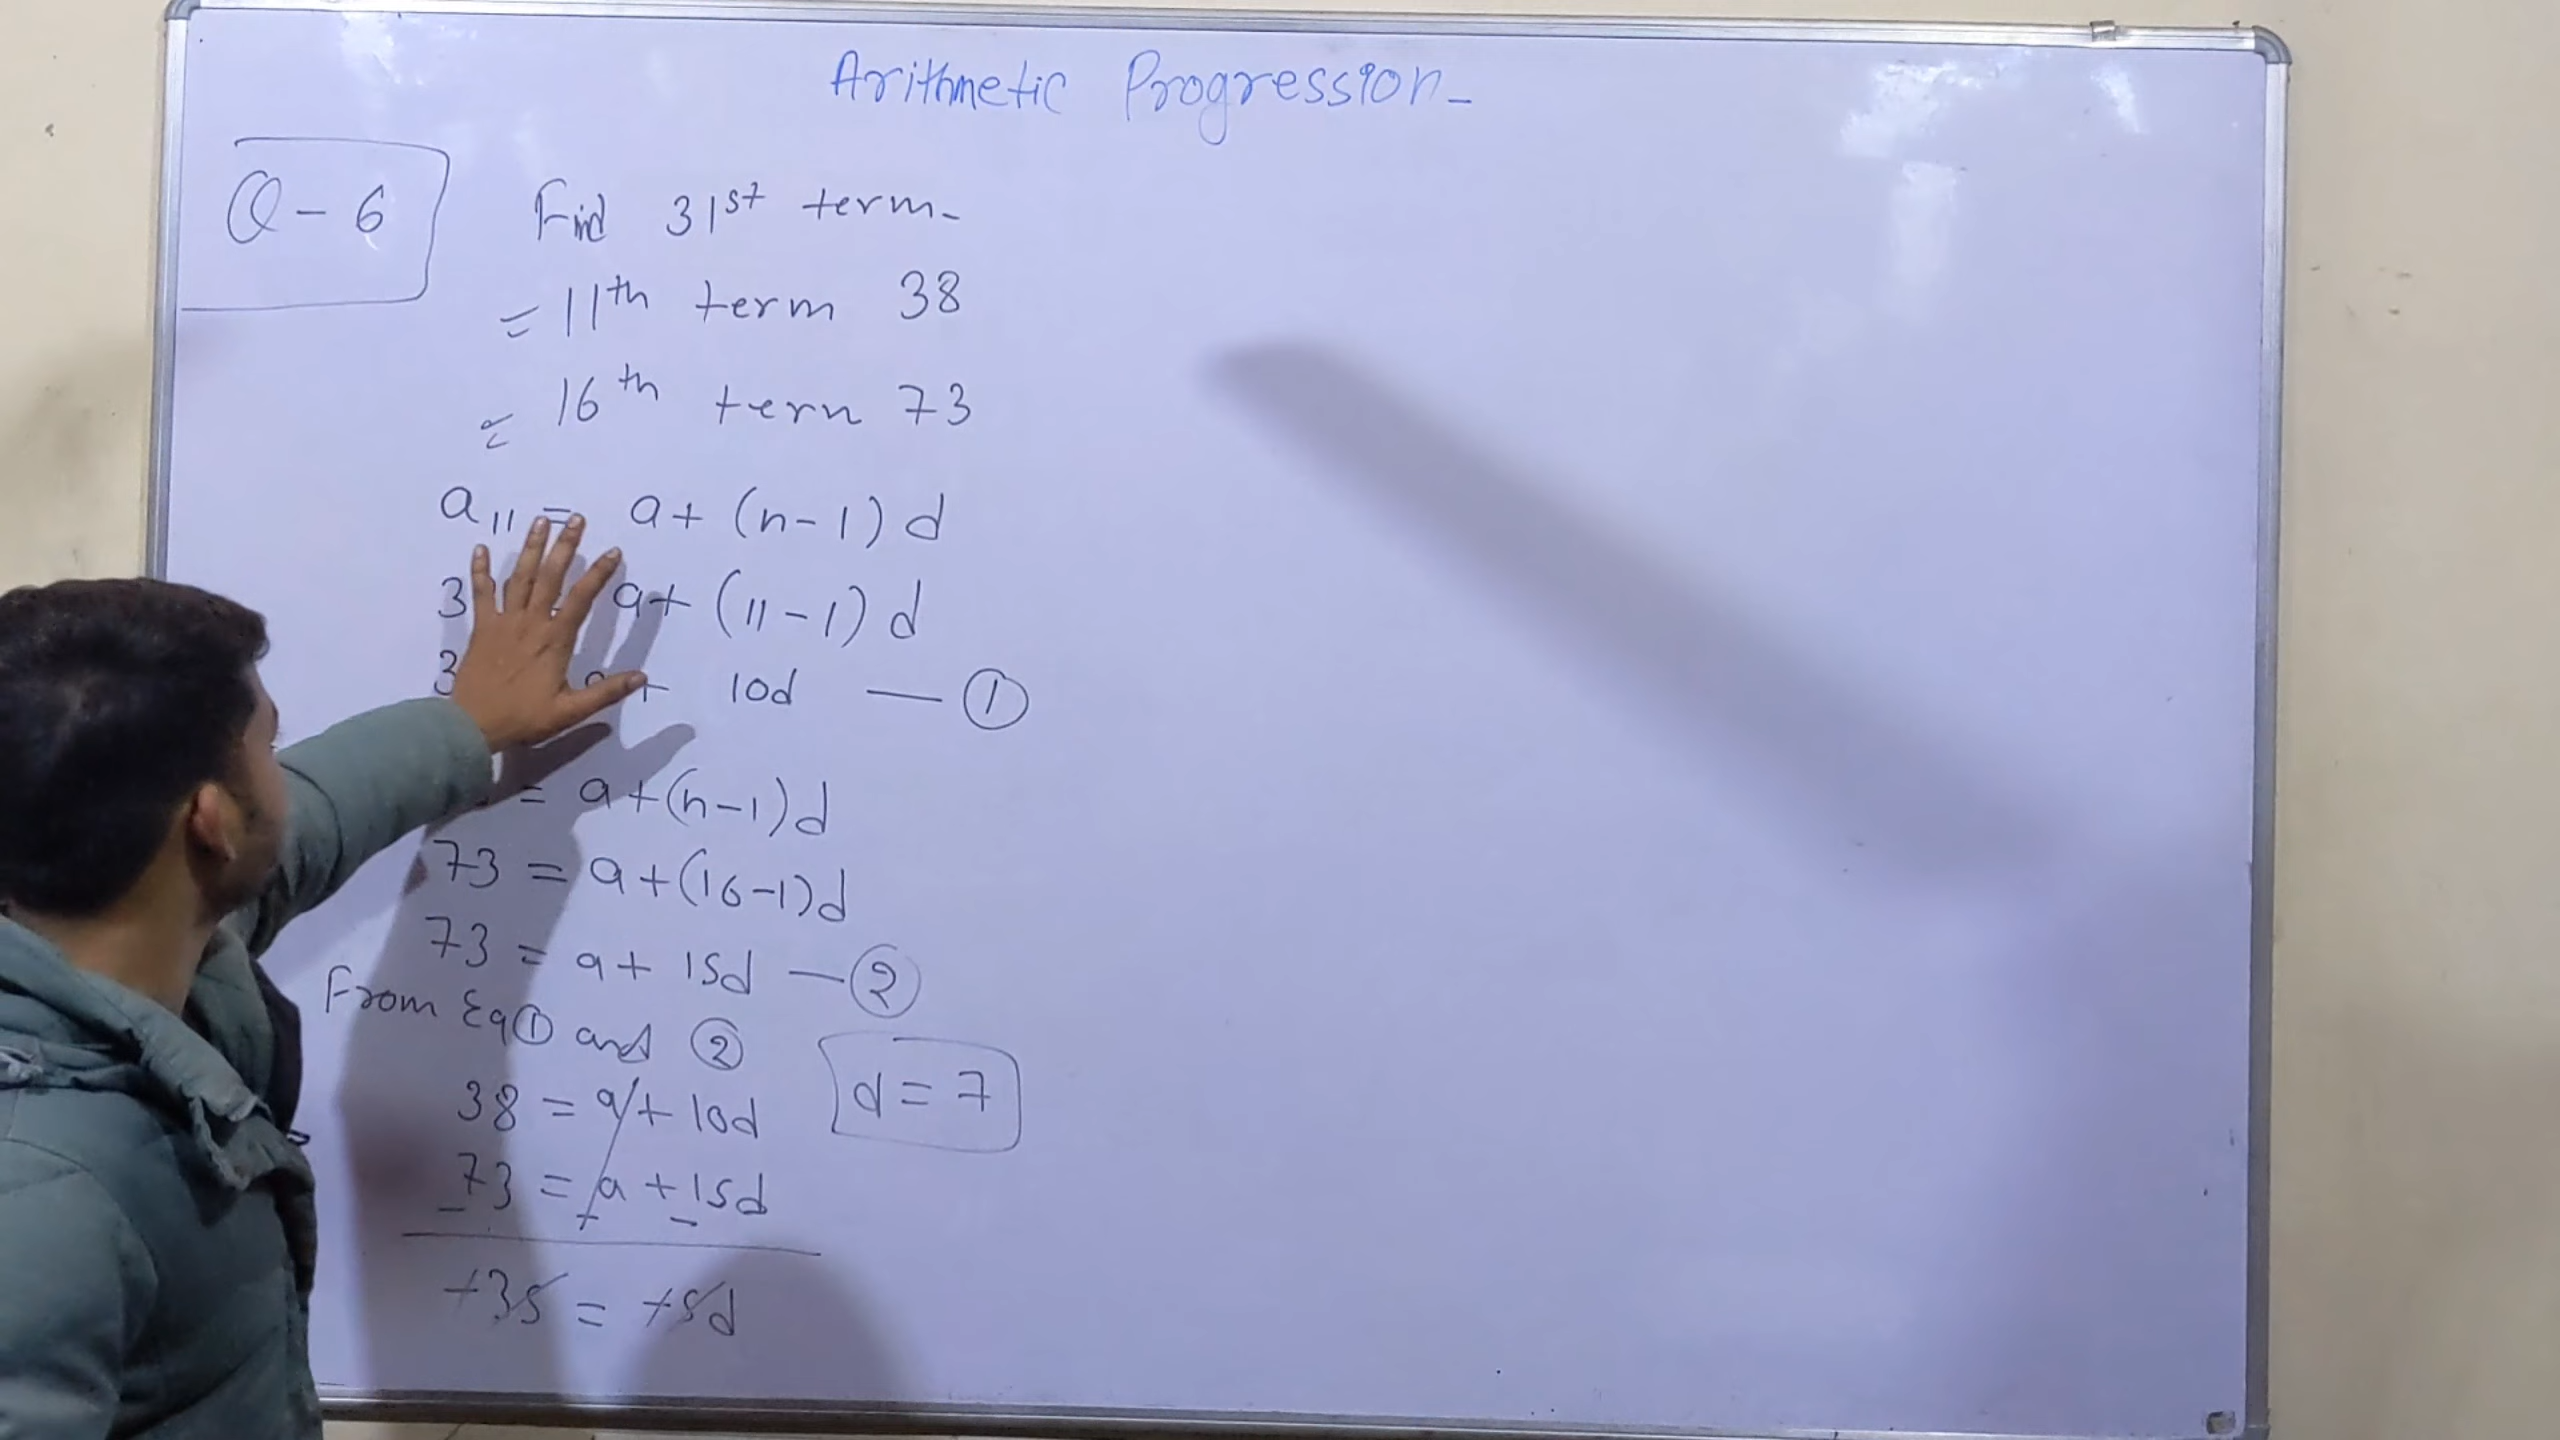 Arithmetic Progression-
Q-6
Find 31st term-
= 11th term 38
= 16th tern 73
a11 = a+ (n-1) d
3 a+ (11-1) d
3 a+ 10d — ①
= a+(n-1)d
73 = a+(16-1)d
73 = a+ 15d — ②
From Eq① and ②
38 = a+ 10d
73 = a +15d
- + -
+35 = +5d
d = 7